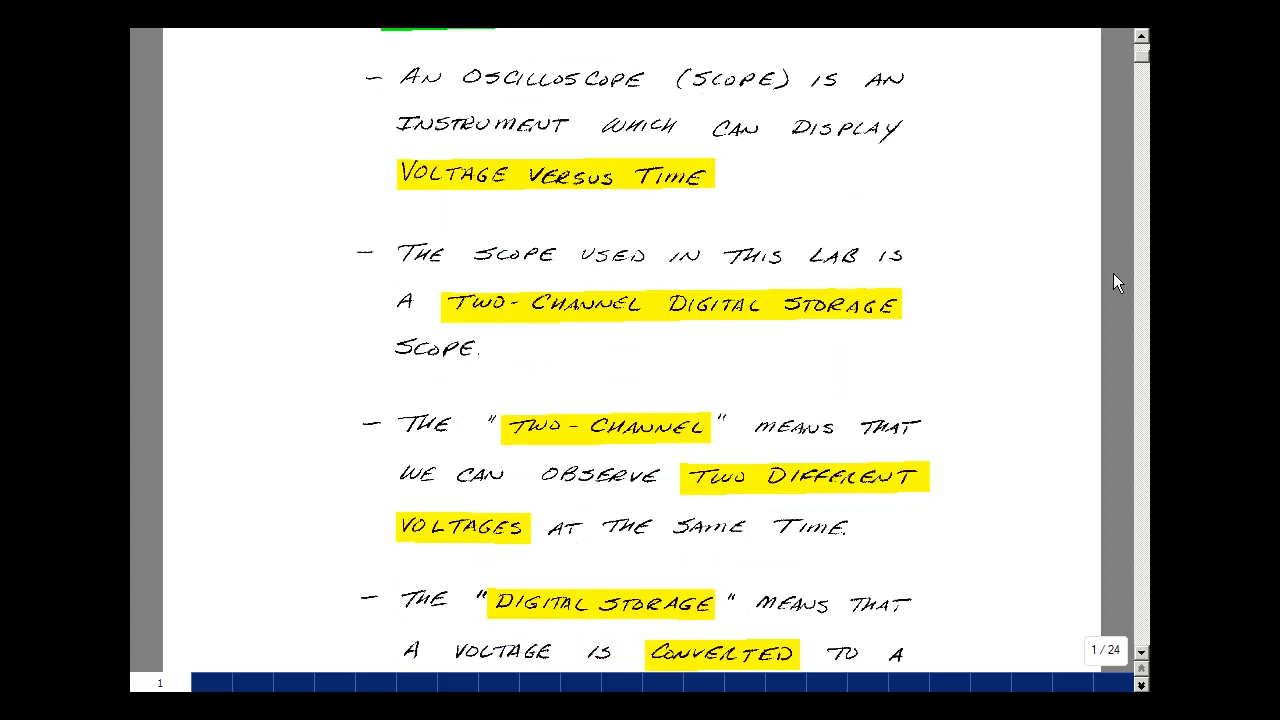 - AN OSCILLOSCOPE (SCOPE) IS AN
INSTRUMENT WHICH CAN DISPLAY
VOLTAGE VERSUS TIME
- THE SCOPE USED IN THIS LAB IS
A TWO-CHANNEL DIGITAL STORAGE
SCOPE.
- THE "TWO-CHANNEL" MEANS THAT
WE CAN OBSERVE TWO DIFFERENT
VOLTAGES AT THE SAME TIME.
- THE "DIGITAL STORAGE" MEANS THAT
A VOLTAGE IS CONVERTED TO A
1 / 24
1